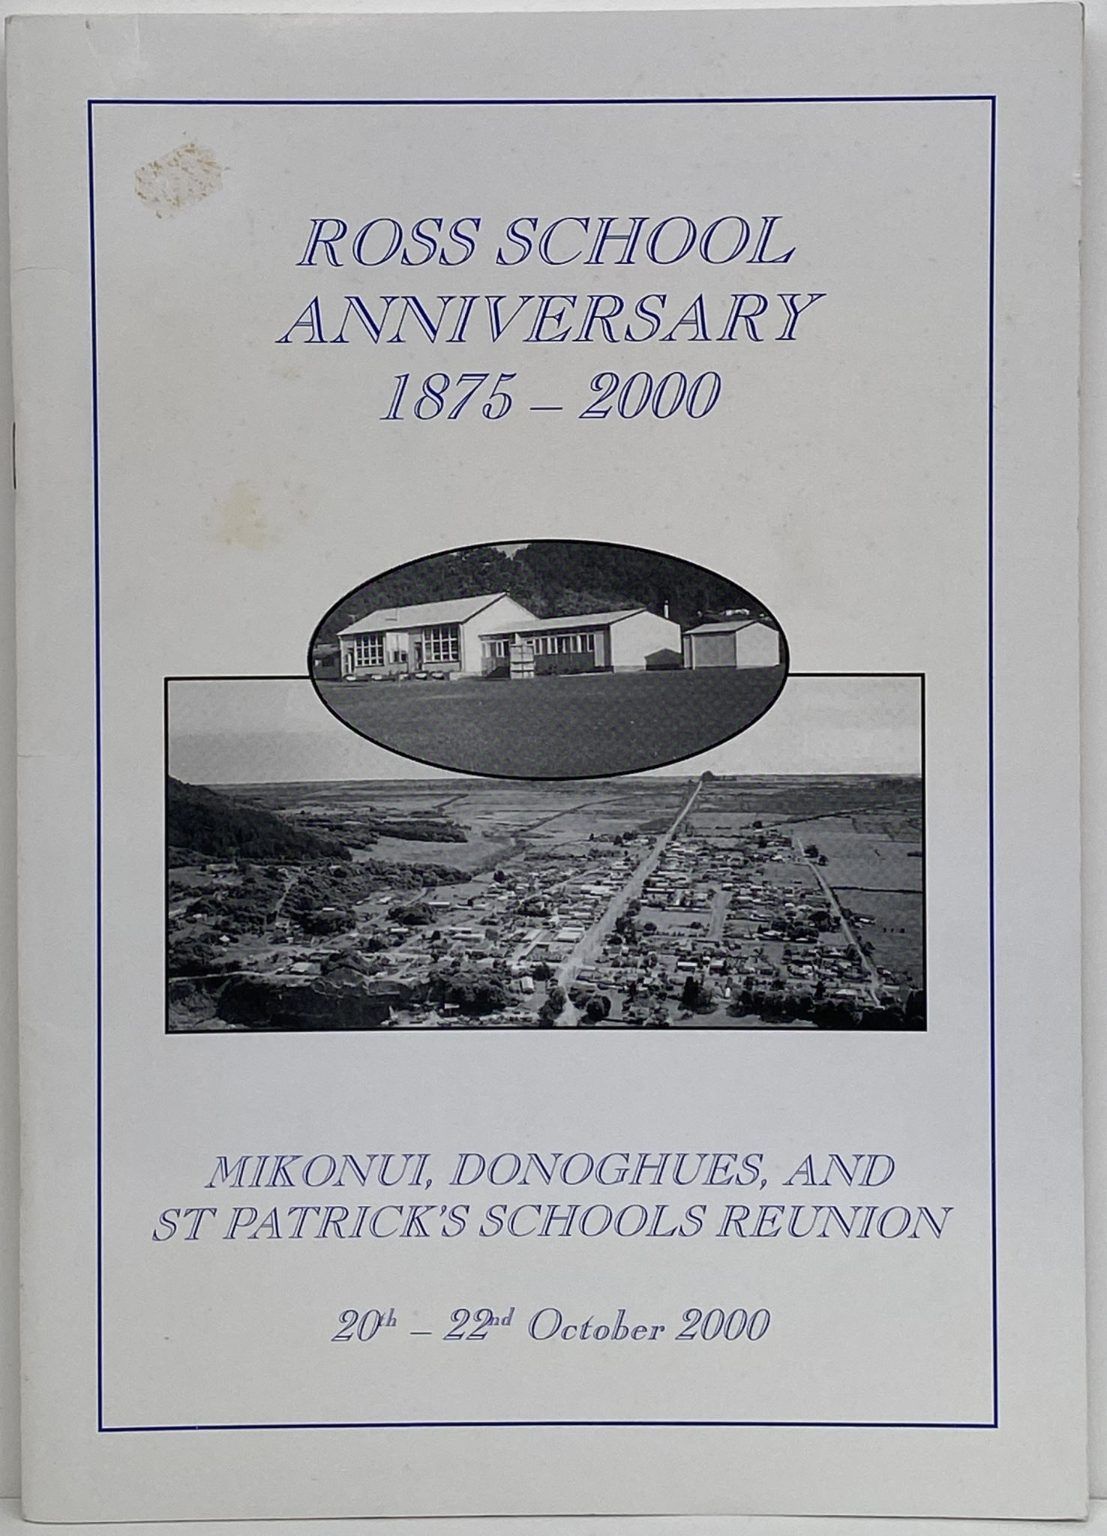 ROSS SCHOOL
ANNIVERSARY
1875 – 2000
MIKONUI, DONOGHUES, AND
ST PATRICK'S SCHOOLS REUNION
20th – 22nd October 2000